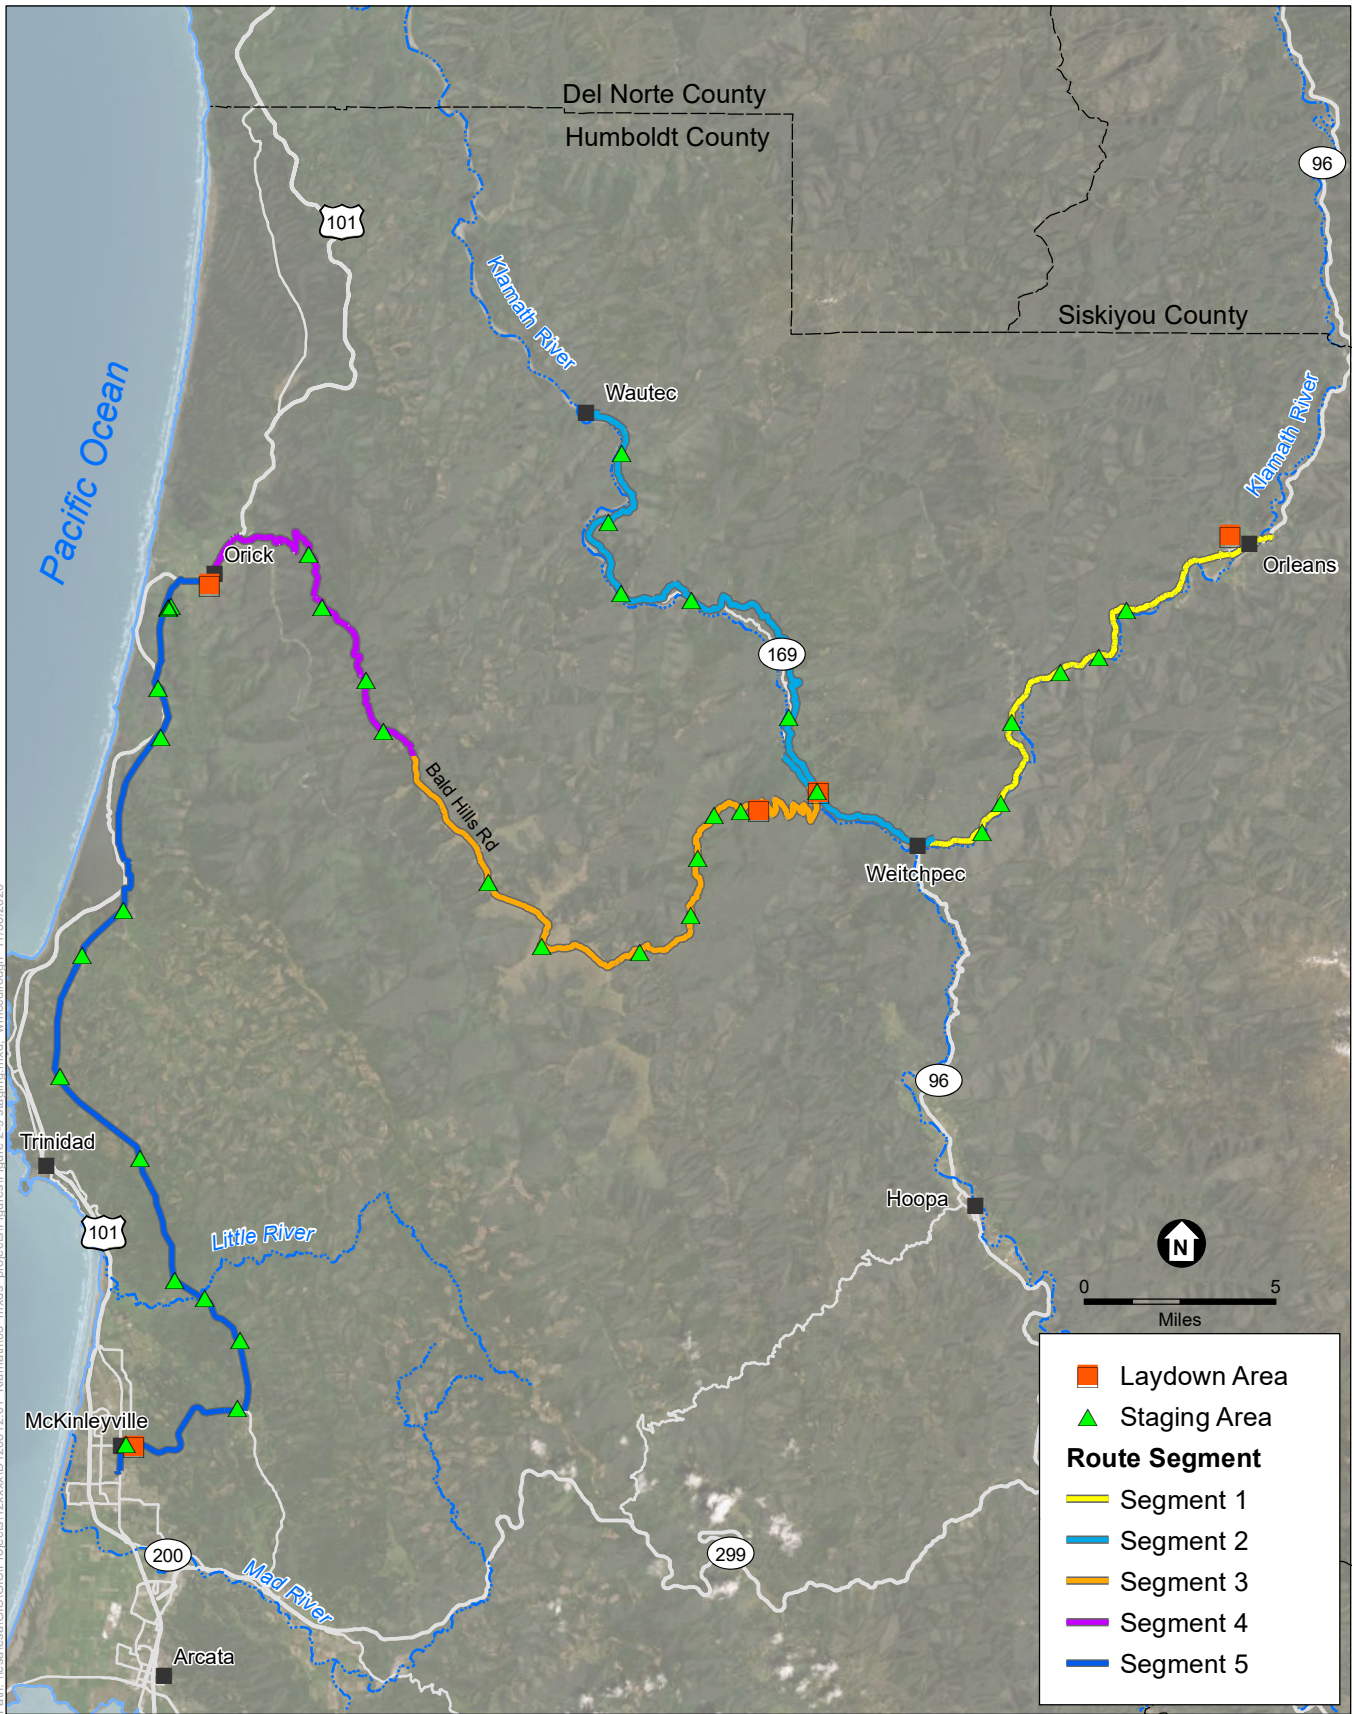 Del Norte County
Humboldt County
96
101
Klamath River
Siskiyou County
Wautec
Pacific Ocean
Klamath River
Orick
Orleans
169
Bald Hills Rd
Weitchpec
96
Trinidad
Hoopa
101
Little River
N
0 5
Miles
McKinleyville
Laydown Area
Staging Area
Route Segment
Segment 1
Segment 2
Segment 3
Segment 4
Segment 5
200
299
Mad River
Arcata